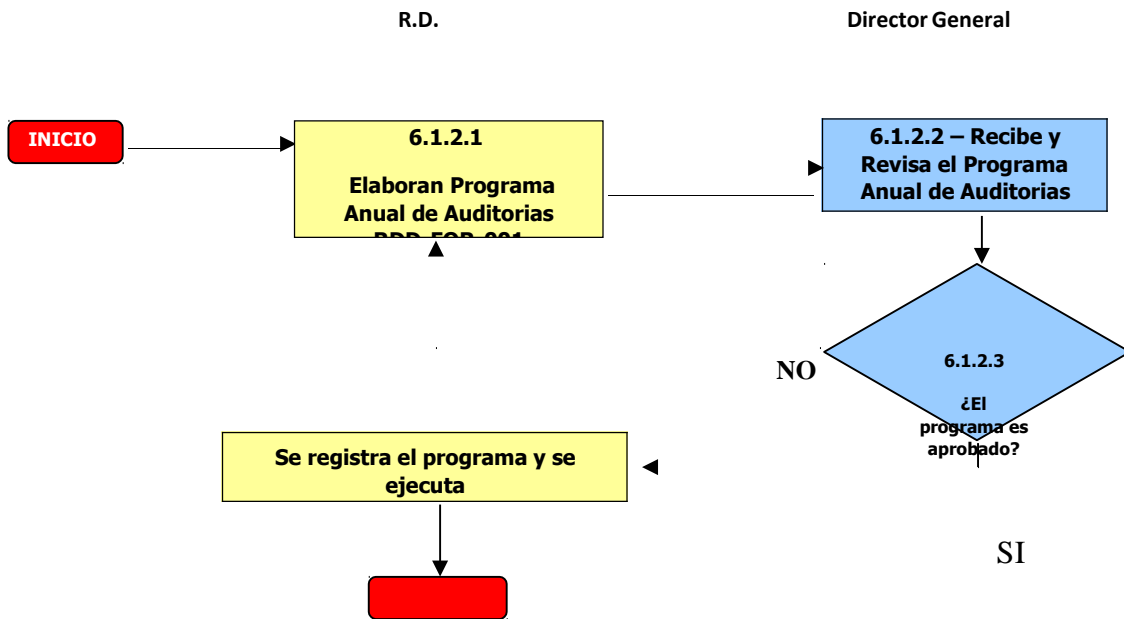 R.D.
Director General
INICIO
6.1.2.1
Elaboran Programa
Anual de Auditorias
6.1.2.2 – Recibe y
Revisa el Programa
Anual de Auditorias
NO
6.1.2.3
¿El
programa es
aprobado?
Se registra el programa y se
ejecuta
SI